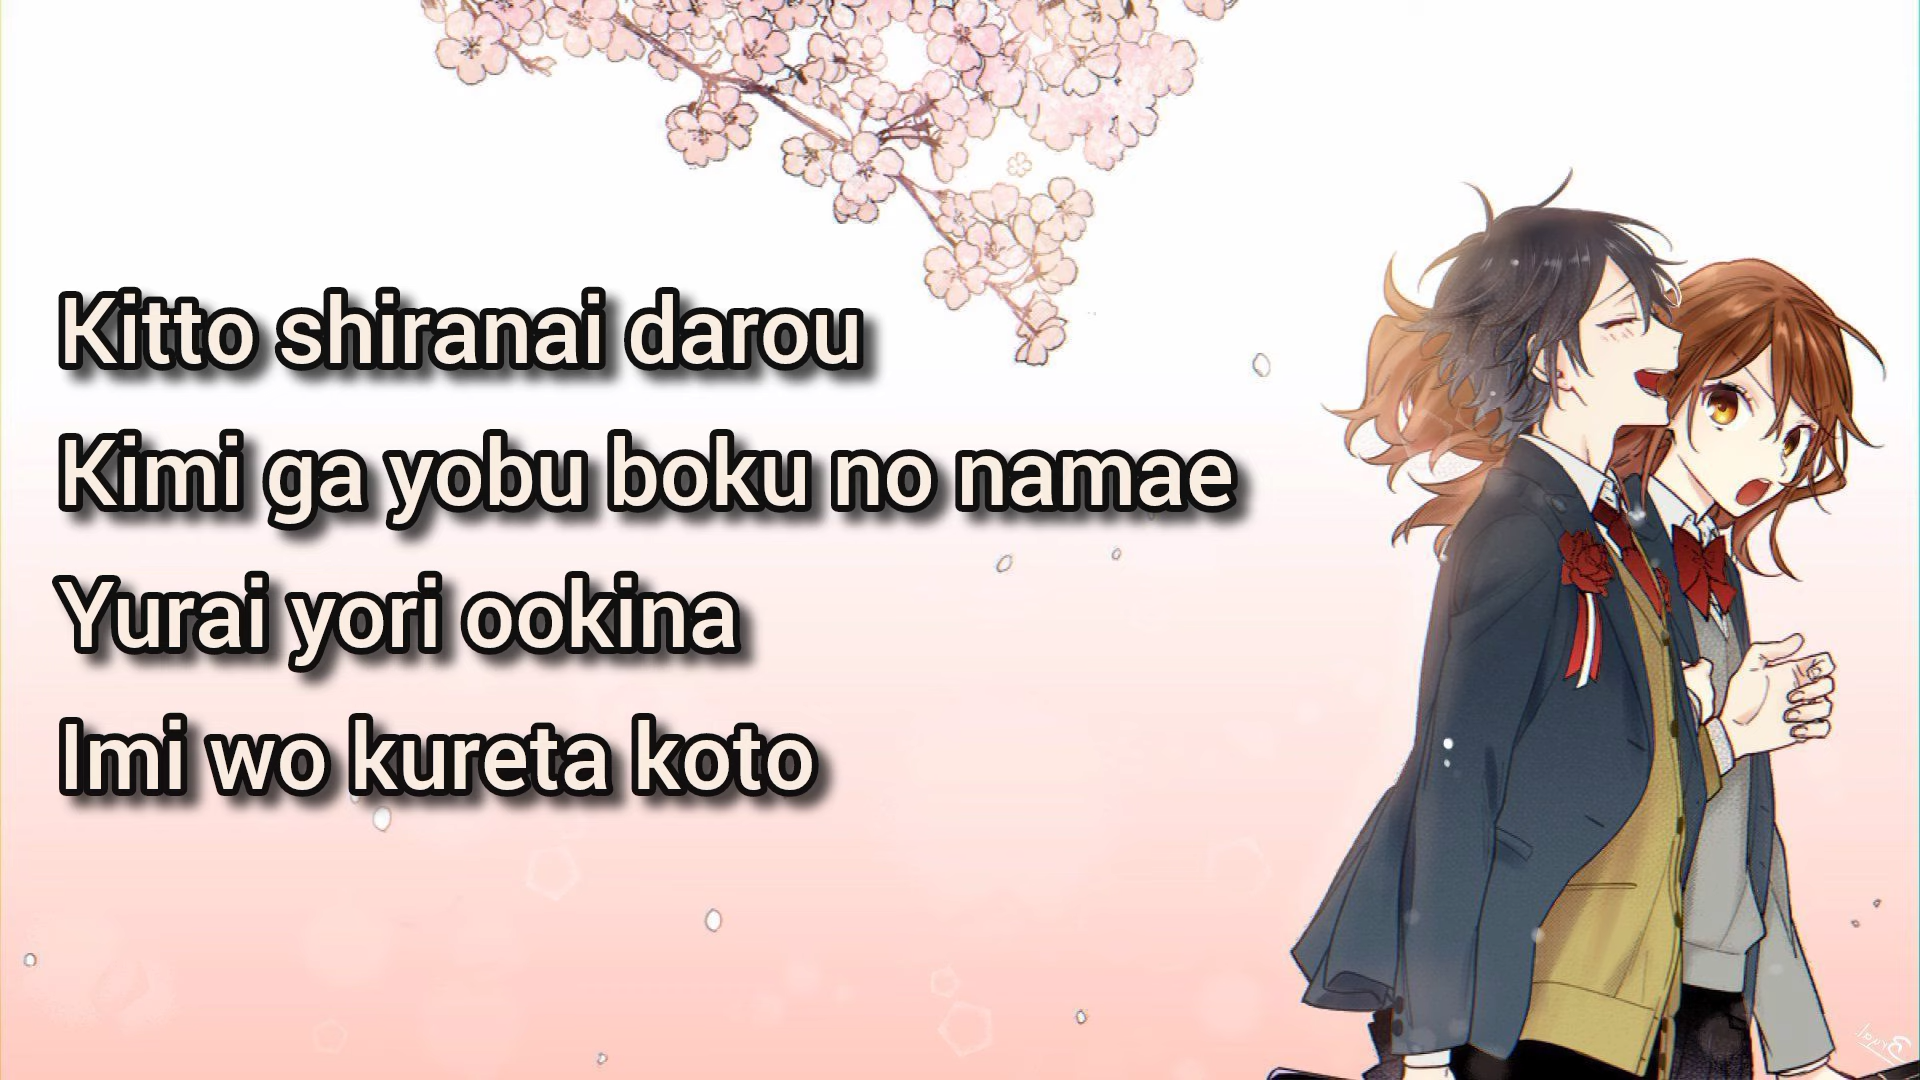 Kitto shiranai darou
Kimi ga yobu boku no namae
Yurai yori ookina
Imi wo kureta koto